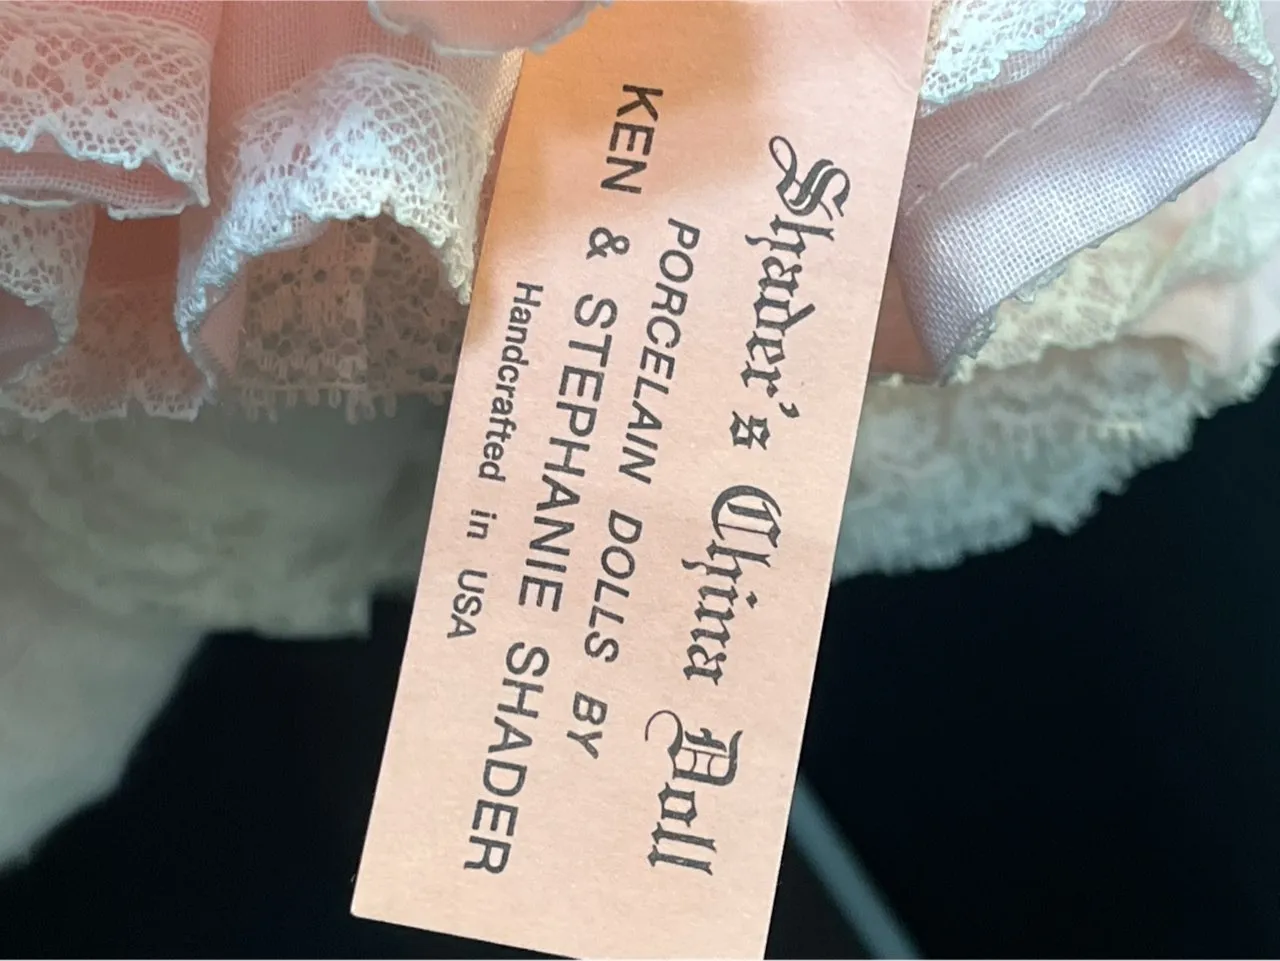 Shader's China Doll
PORCELAIN DOLLS BY
KEN & STEPHANIE SHADER
Handcrafted in USA